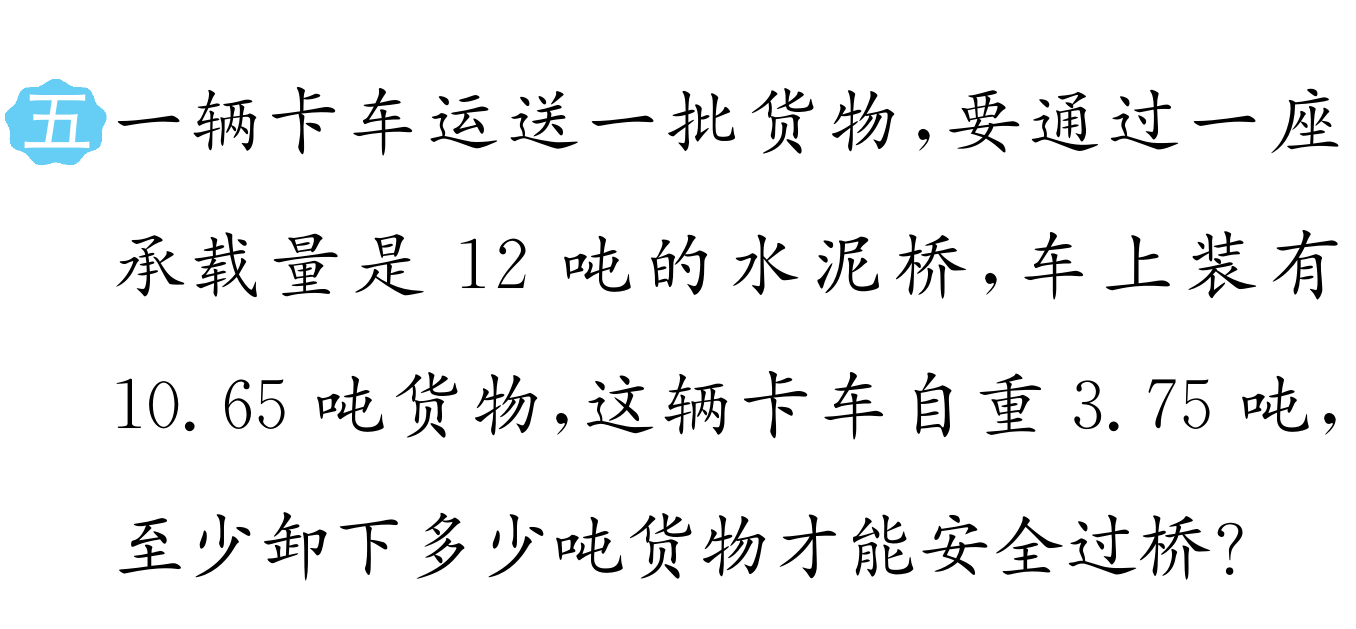 五 一辆卡车运送一批货物,要通过一座
承载量是 12 吨的水泥桥,车上装有
10.65 吨货物,这辆卡车自重 3.75 吨,
至少卸下多少吨货物才能安全过桥?